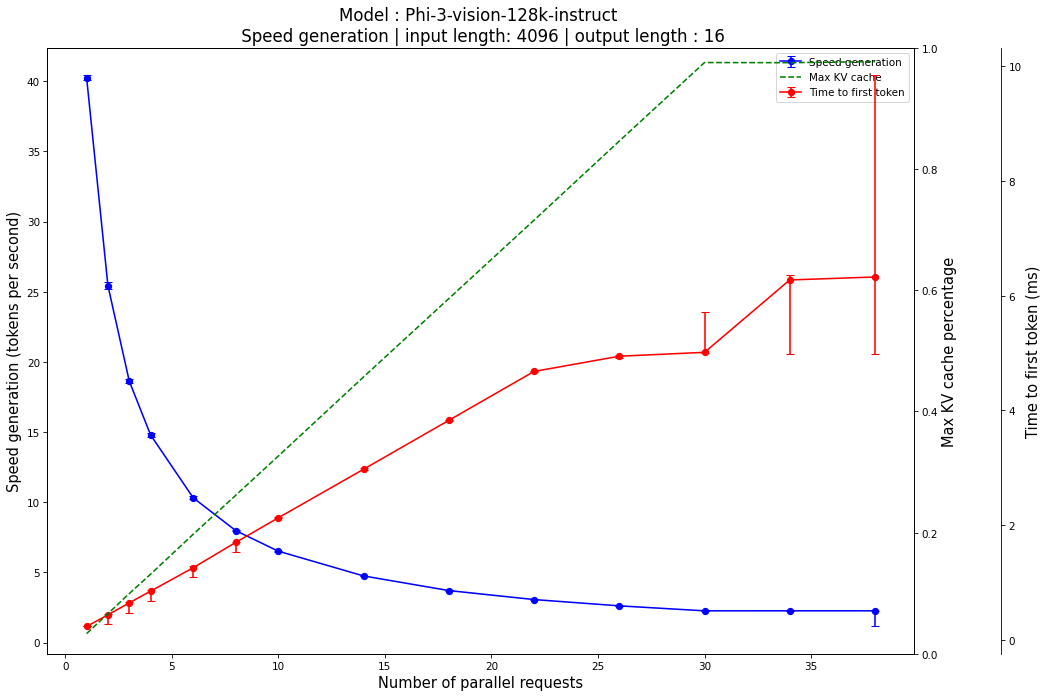 Model : Phi-3-vision-128k-instruct
Speed generation | input length: 4096 | output length : 16
Speed generation
Max KV cache
Time to first token
Speed generation (tokens per second)
40
35
30
25
20
15
10
5
0
1.0
0.8
0.6
0.4
0.2
0.0
Max KV cache percentage
10
8
6
4
2
0
Time to first token (ms)
0 5 10 15 20 25 30 35
Number of parallel requests